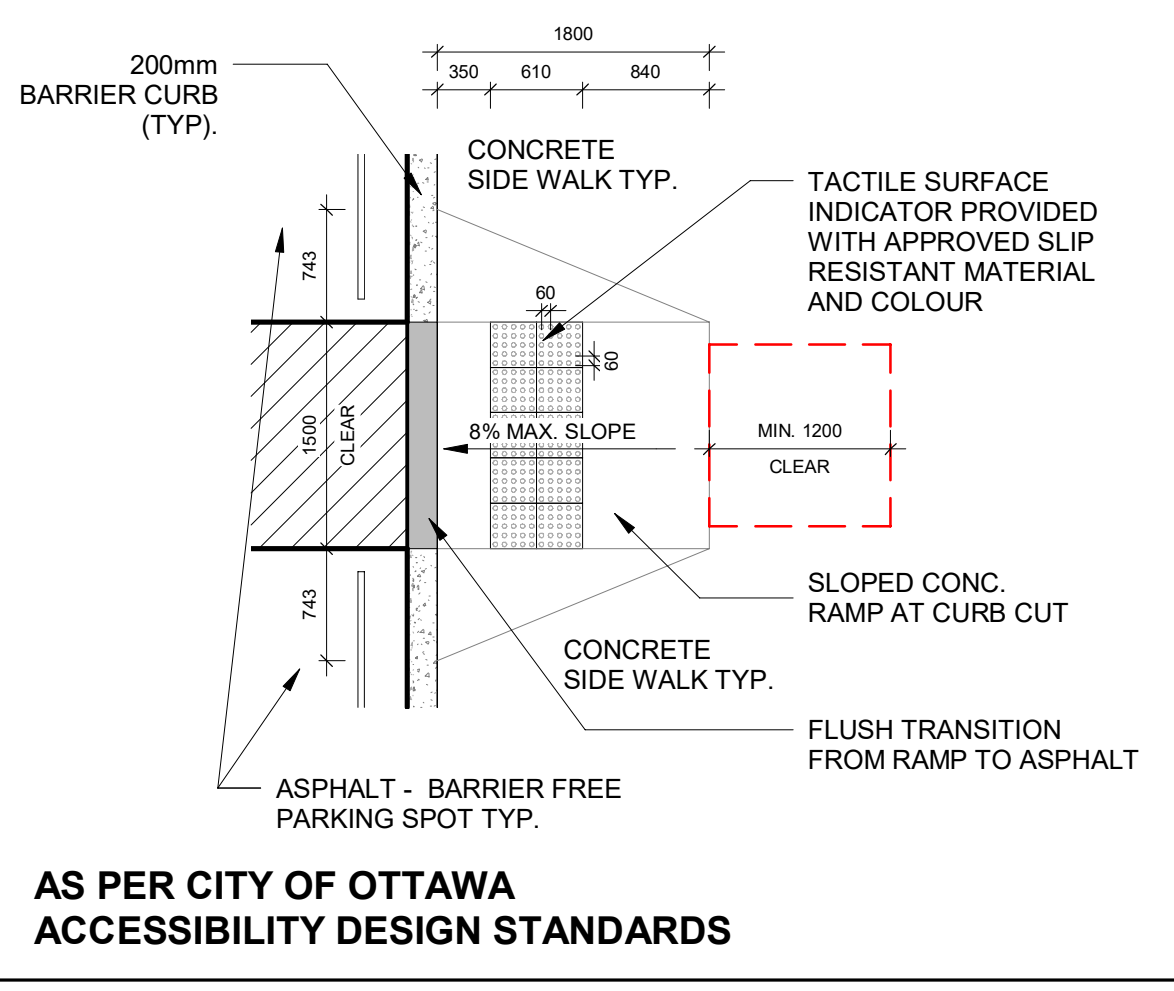 1800
350 610 840
200mm
BARRIER CURB
(TYP).
CONCRETE
SIDE WALK TYP.
TACTILE SURFACE
INDICATOR PROVIDED
WITH APPROVED SLIP
RESISTANT MATERIAL
AND COLOUR
743
60
60
1500
CLEAR
8% MAX. SLOPE
MIN. 1200
CLEAR
743
SLOPED CONC.
RAMP AT CURB CUT
CONCRETE
SIDE WALK TYP.
FLUSH TRANSITION
FROM RAMP TO ASPHALT
ASPHALT - BARRIER FREE
PARKING SPOT TYP.
AS PER CITY OF OTTAWA
ACCESSIBILITY DESIGN STANDARDS